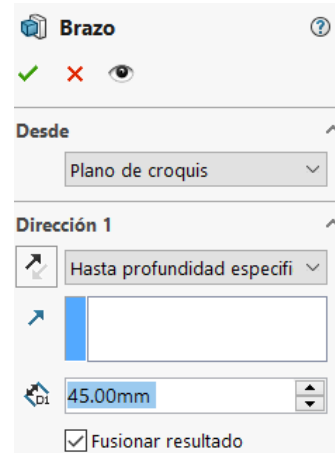 Brazo
Desde
Plano de croquis
Dirección 1
Hasta profundidad especifi
D1 45.00mm
Fusionar resultado